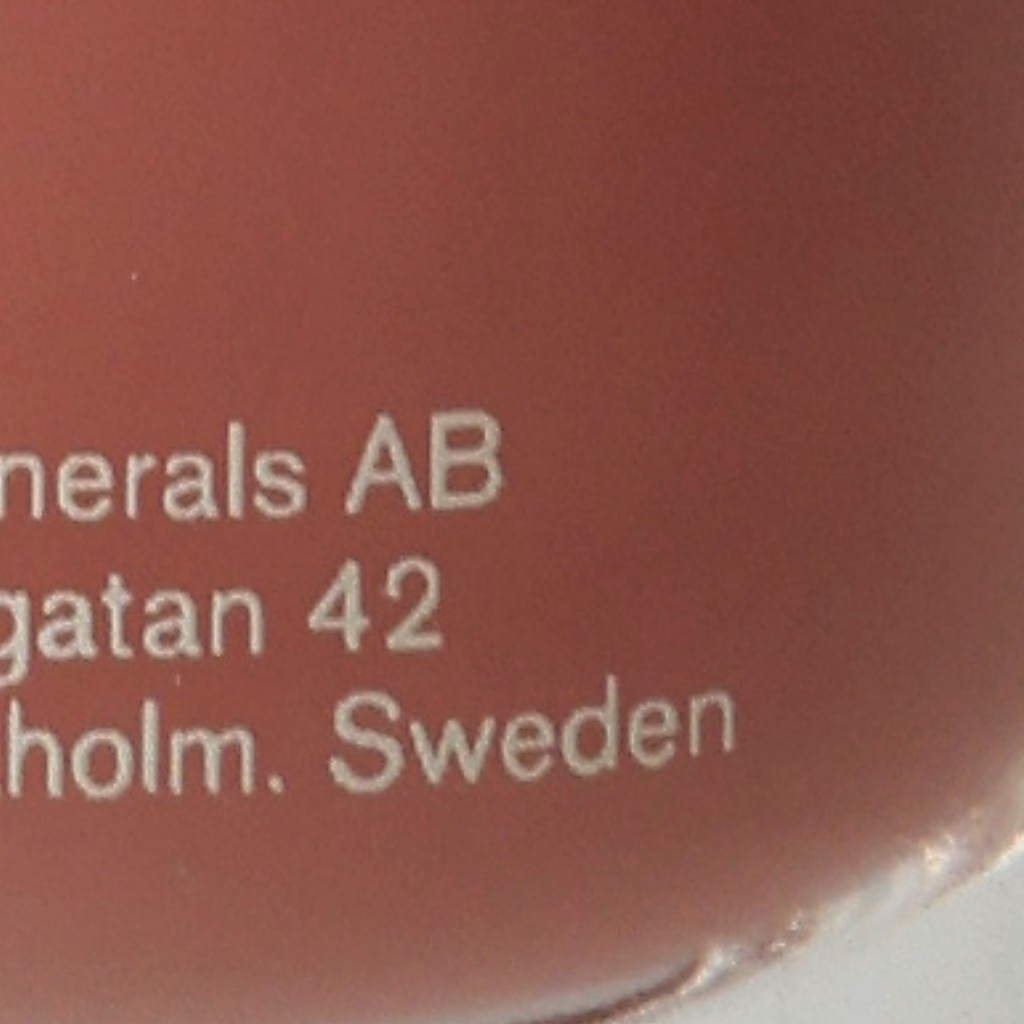 nerals AB
gatan 42
holm. Sweden